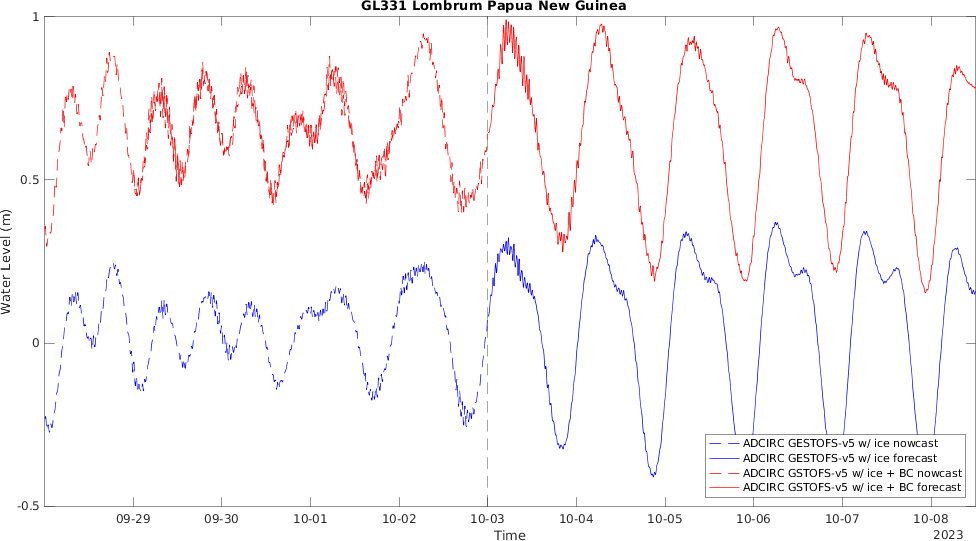 GL331 Lombrum Papua New Guinea
1
0.5
0
-0.5
Water Level (m)
ADCIRC GESTOFS-v5 w/ ice nowcast
ADCIRC GESTOFS-v5 w/ ice forecast
ADCIRC GSTOFS-v5 w/ ice + BC nowcast
ADCIRC GSTOFS-v5 w/ ice + BC forecast
09-29 09-30 10-01 10-02 10-03 10-04 10-05 10-06 10-07 10-08
Time
2023